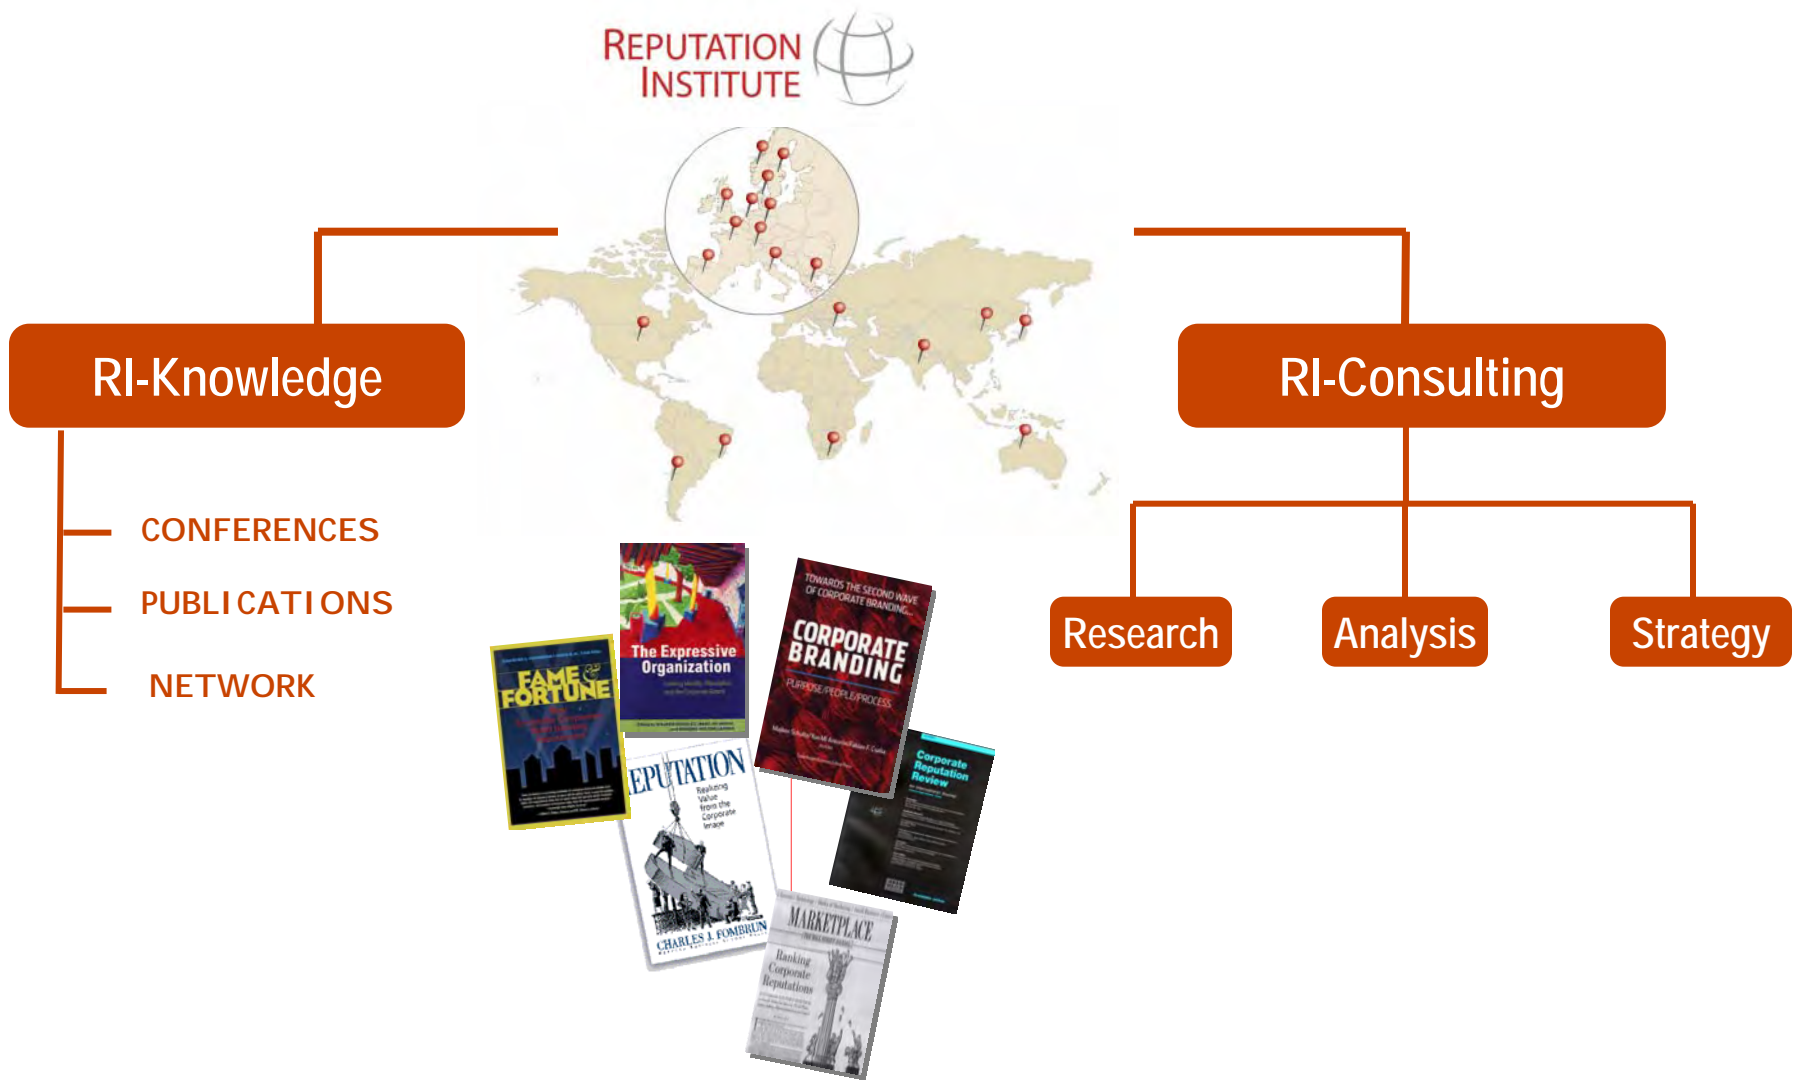 REPUTATION
INSTITUTE
RI-Knowledge
RI-Consulting
CONFERENCES
PUBLICATIONS
NETWORK
Research
Analysis
Strategy
The Expressive
Organization
TOWARDS THE SECOND WAVE
OF CORPORATE BRANDING...
CORPORATE
BRANDING
PURPOSE/PEOPLE/PROCESS
FAME &
FORTUNE
EPUTATION
Realizing
Value
from the
Corporate
Image
CHARLES J. FOMBRUN
Corporate
Reputation
Review
MARKETPLACE
Ranking
Corporate
Reputations